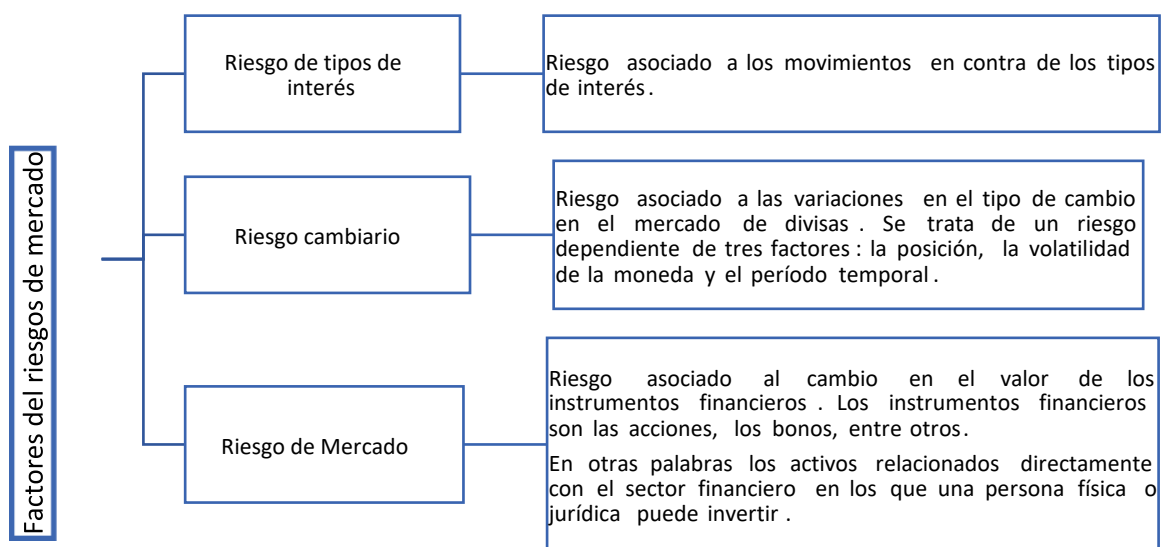 Factores del riesgos de mercado
Riesgo de tipos de
interés
Riesgo asociado a los movimientos en contra de los tipos
de interés.
Riesgo cambiario
Riesgo asociado a las variaciones en el tipo de cambio
en el mercado de divisas. Se trata de un riesgo
dependiente de tres factores: la posición, la volatilidad
de la moneda y el período temporal.
Riesgo de Mercado
Riesgo asociado al cambio en el valor de los
instrumentos financieros. Los instrumentos financieros
son las acciones, los bonos, entre otros.
En otras palabras los activos relacionados directamente
con el sector financiero en los que una persona física o
jurídica puede invertir.